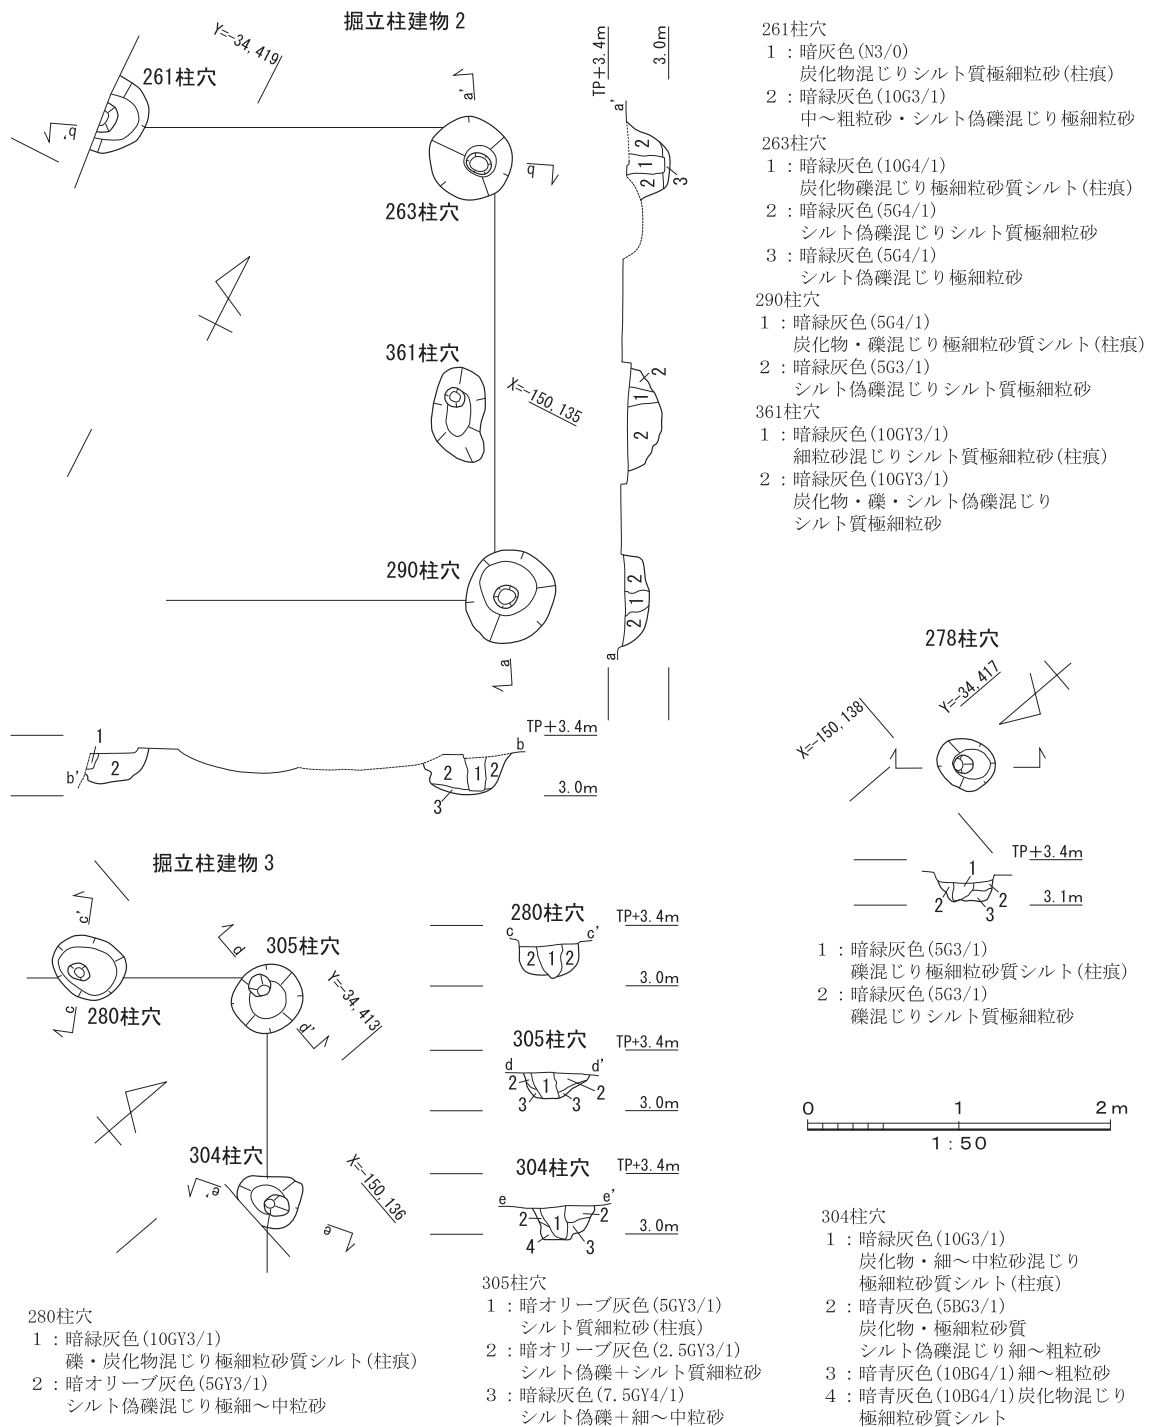 掘立柱建物2
Y=-34,419
261柱穴
a'
b'
b
263柱穴
361柱穴
X=-150,135
290柱穴
a
TP+3.4m
3.0m
a'
2
1
2
3
2
1
2
2
1
2
a
1
2
b'
2
1
2
3
b
TP+3.4m
3.0m
261柱穴
1：暗灰色(N3/0)
炭化物混じりシルト質極細粒砂(柱痕)
2：暗緑灰色(10G3/1)
中～粗粒砂・シルト偽礫混じり極細粒砂
263柱穴
1：暗緑灰色(10G4/1)
炭化物礫混じり極細粒砂質シルト(柱痕)
2：暗緑灰色(5G4/1)
シルト偽礫混じりシルト質極細粒砂
3：暗緑灰色(5G4/1)
シルト偽礫混じり極細粒砂
290柱穴
1：暗緑灰色(5G4/1)
炭化物・礫混じり極細粒砂質シルト(柱痕)
2：暗緑灰色(5G3/1)
シルト偽礫混じりシルト質極細粒砂
361柱穴
1：暗緑灰色(10GY3/1)
細粒砂混じりシルト質極細粒砂(柱痕)
2：暗緑灰色(10GY3/1)
炭化物・礫・シルト偽礫混じり
シルト質極細粒砂
278柱穴
Y=-34,417
X=-150,138
TP+3.4m
3.1m
1
2
2
3
1：暗緑灰色(5G3/1)
礫混じり極細粒砂質シルト(柱痕)
2：暗緑灰色(5G3/1)
礫混じりシルト質極細粒砂
掘立柱建物3
c'
c
280柱穴
d
305柱穴
Y=-34,413
d'
304柱穴
e'
e
X=-150,136
280柱穴
TP+3.4m
c
c'
2
1
2
3.0m
305柱穴
TP+3.4m
d
d'
2
1
2
3
3
3.0m
304柱穴
TP+3.4m
e
e'
2
1
2
4
3
3.0m
0
1
2m
1:50
280柱穴
1：暗緑灰色(10GY3/1)
礫・炭化物混じり極細粒砂質シルト(柱痕)
2：暗オリーブ灰色(5GY3/1)
シルト偽礫混じり極細～中粒砂
305柱穴
1：暗オリーブ灰色(5GY3/1)
シルト質細粒砂(柱痕)
2：暗オリーブ灰色(2.5GY3/1)
シルト偽礫＋シルト質細粒砂
3：暗緑灰色(7.5GY4/1)
シルト偽礫＋細～中粒砂
304柱穴
1：暗緑灰色(10G3/1)
炭化物・細～中粒砂混じり
極細粒砂質シルト(柱痕)
2：暗青灰色(5BG3/1)
炭化物・極細粒砂質
シルト偽礫混じり細～粗粒砂
3：暗青灰色(10BG4/1)細～粗粒砂
4：暗青灰色(10BG4/1)炭化物混じり
極細粒砂質シルト